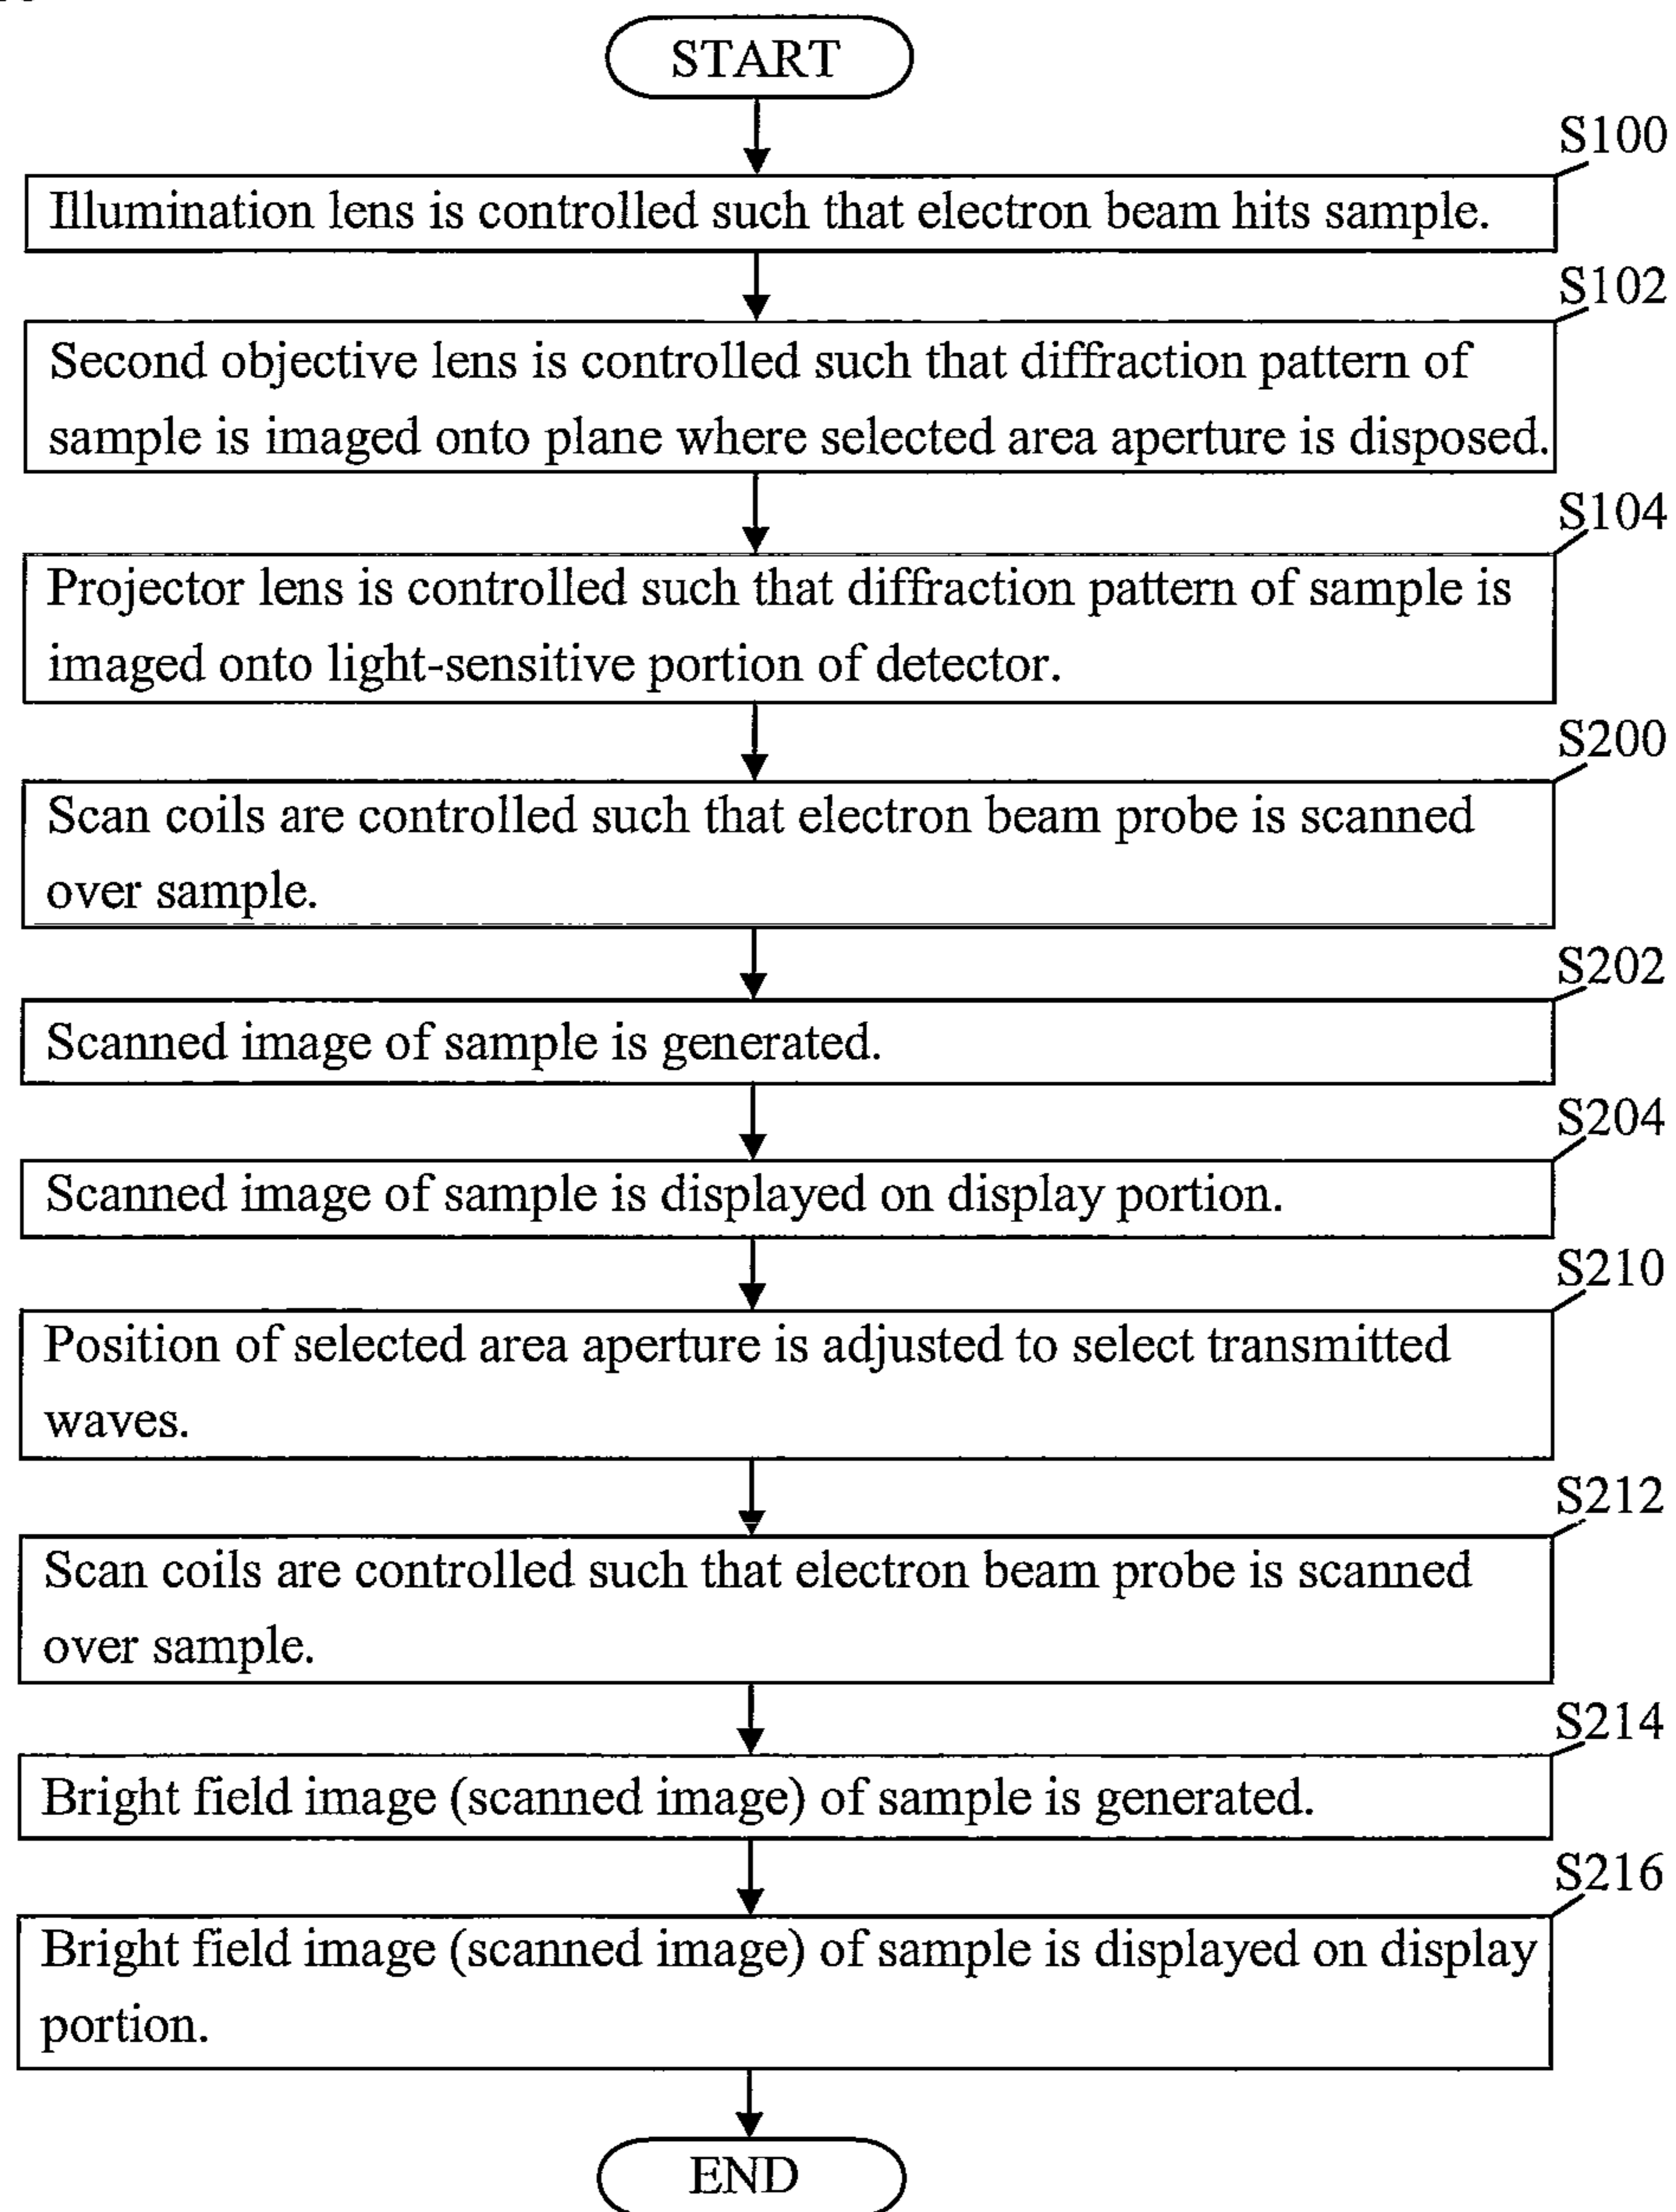 START
S100
Illumination lens is controlled such that electron beam hits sample.
S102
Second objective lens is controlled such that diffraction pattern of
sample is imaged onto plane where selected area aperture is disposed.
S104
Projector lens is controlled such that diffraction pattern of sample is
imaged onto light-sensitive portion of detector.
S200
Scan coils are controlled such that electron beam probe is scanned
over sample.
S202
Scanned image of sample is generated.
S204
Scanned image of sample is displayed on display portion.
S210
Position of selected area aperture is adjusted to select transmitted
waves.
S212
Scan coils are controlled such that electron beam probe is scanned
over sample.
S214
Bright field image (scanned image) of sample is generated.
S216
Bright field image (scanned image) of sample is displayed on display
portion.
END